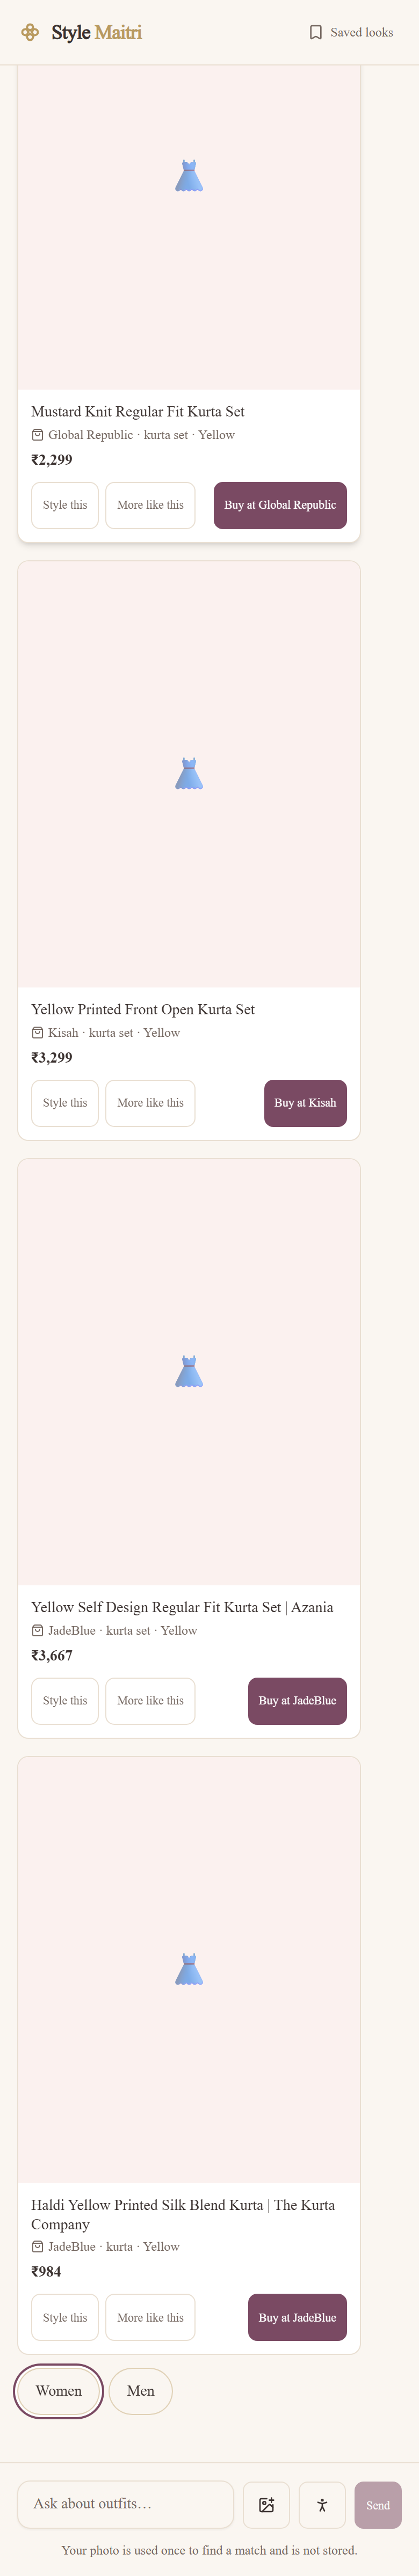 Style Maitri
Saved looks
Mustard Knit Regular Fit Kurta Set
Global Republic · kurta set · Yellow
₹2,299
Style this
More like this
Buy at Global Republic
Yellow Printed Front Open Kurta Set
Kisah · kurta set · Yellow
₹3,299
Style this
More like this
Buy at Kisah
Yellow Self Design Regular Fit Kurta Set | Azania
JadeBlue · kurta set · Yellow
₹3,667
Style this
More like this
Buy at JadeBlue
Haldi Yellow Printed Silk Blend Kurta | The Kurta
Company
JadeBlue · kurta · Yellow
₹984
Style this
More like this
Buy at JadeBlue
Women
Men
Ask about outfits…
Send
Your photo is used once to find a match and is not stored.